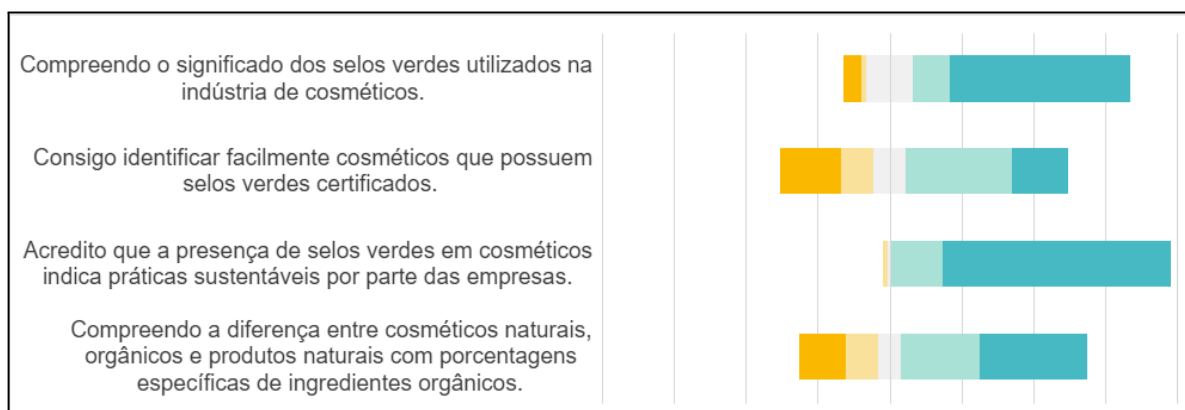 Compreendo o significado dos selos verdes utilizados na
indústria de cosméticos.
Consigo identificar facilmente cosméticos que possuem
selos verdes certificados.
Acredito que a presença de selos verdes em cosméticos
indica práticas sustentáveis por parte das empresas.
Compreendo a diferença entre cosméticos naturais,
orgânicos e produtos naturais com porcentagens
específicas de ingredientes orgânicos.